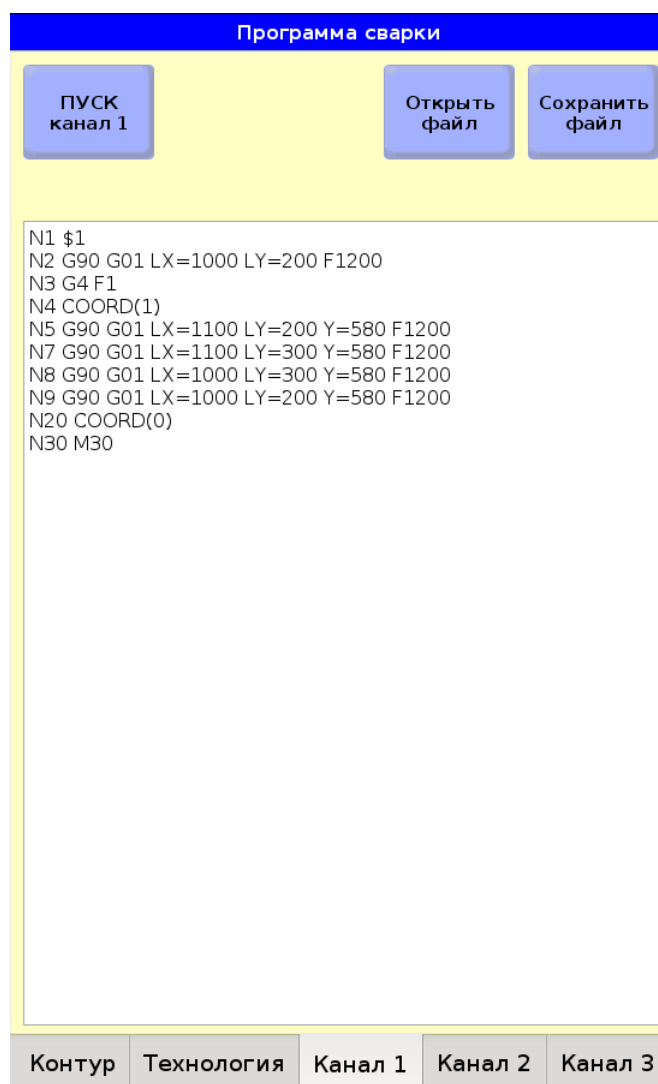 Программа сварки
ПУСК
канал 1
Открыть
файл
Сохранить
файл
N1 $1
N2 G90 G01 LX=1000 LY=200 F1200
N3 G4 F1
N4 COORD(1)
N5 G90 G01 LX=1100 LY=200 Y=580 F1200
N7 G90 G01 LX=1100 LY=300 Y=580 F1200
N8 G90 G01 LX=1000 LY=300 Y=580 F1200
N9 G90 G01 LX=1000 LY=200 Y=580 F1200
N20 COORD(0)
N30 M30
Контур Технология Канал 1 Канал 2 Канал 3